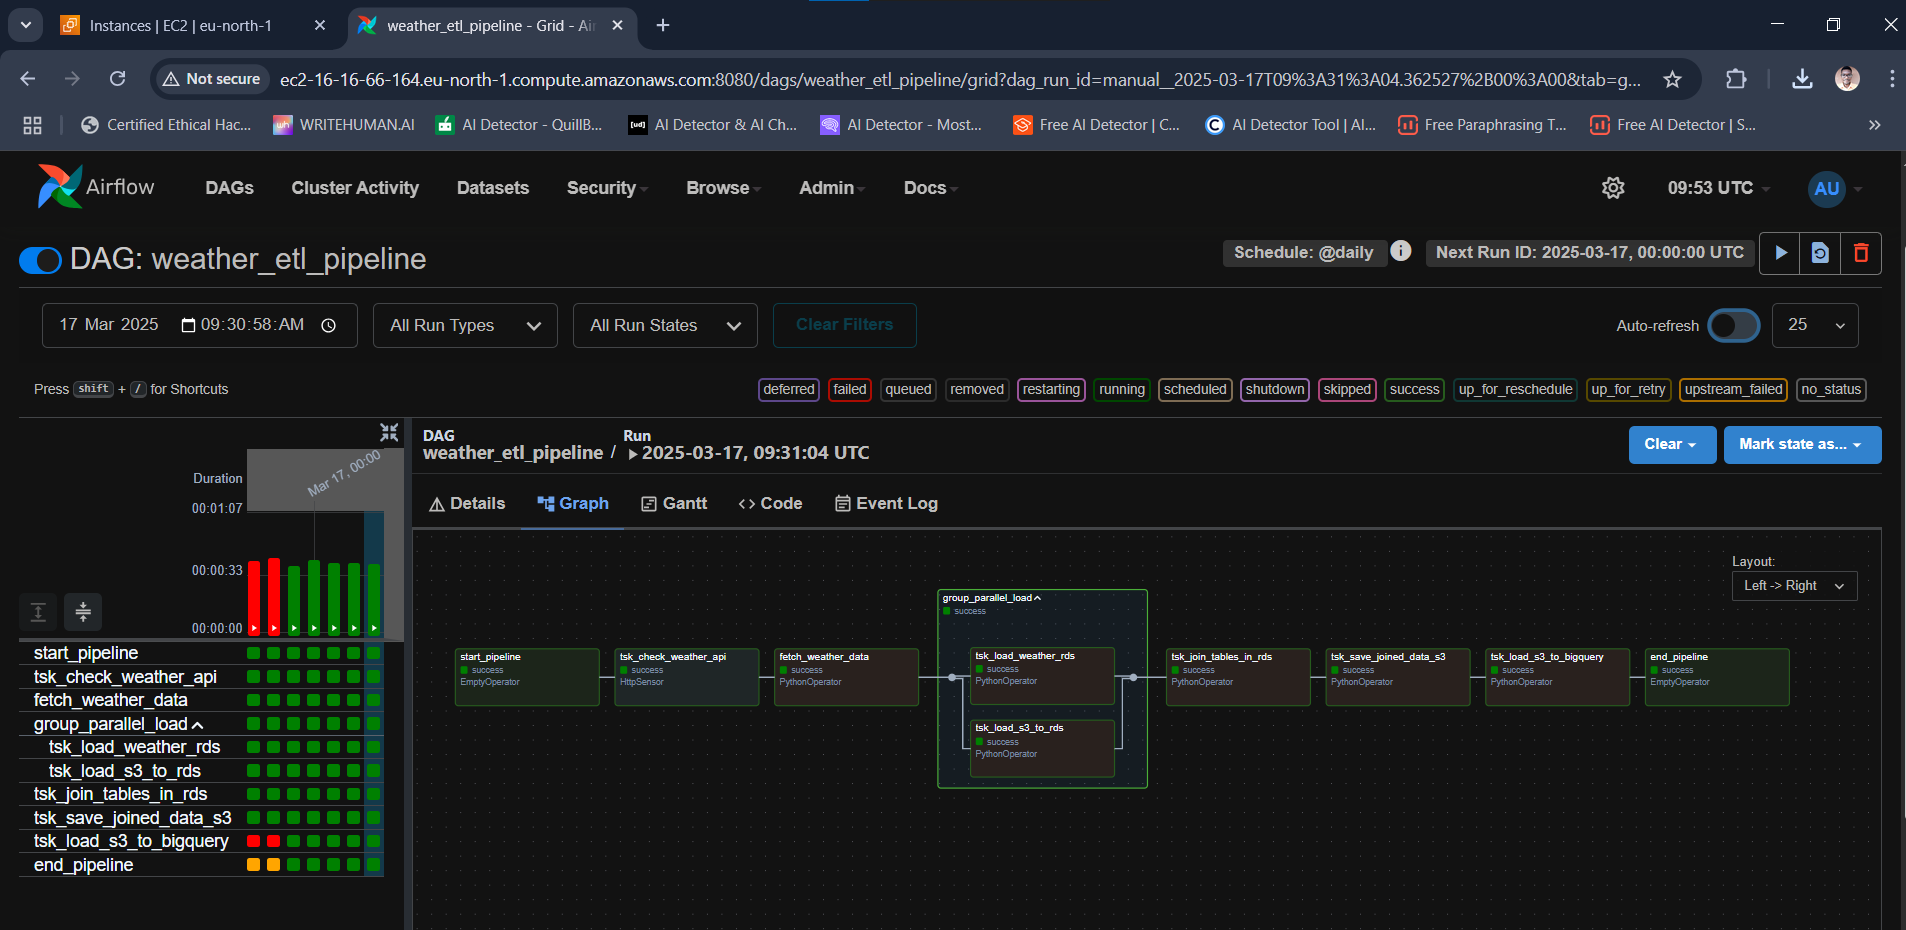 Instances | EC2 | eu-north-1
weather_etl_pipeline - Grid - Air
Not secure
ec2-16-16-66-164.eu-north-1.compute.amazonaws.com:8080/dags/weather_etl_pipeline/grid?dag_run_id=manual__2025-03-17T09%3A31%3A04.362527%2B00%3A00&tab=g...
Certified Ethical Hac...
WRITEHUMAN.AI
AI Detector - QuillB...
AI Detector & AI Ch...
AI Detector - Most...
Free AI Detector | C...
AI Detector Tool | AI...
Free Paraphrasing T...
Free AI Detector | S...
Airflow
DAGs
Cluster Activity
Datasets
Security
Browse
Admin
Docs
09:53 UTC
AU
DAG: weather_etl_pipeline
Schedule: @daily
Next Run ID: 2025-03-17, 00:00:00 UTC
17 Mar 2025 09:30:58 AM
All Run Types
All Run States
Clear Filters
Auto-refresh
25
Press shift + / for Shortcuts
deferred
failed
queued
removed
restarting
running
scheduled
shutdown
skipped
success
up_for_reschedule
up_for_retry
upstream_failed
no_status
Duration
Mar 17, 00:00
00:01:07
00:00:33
00:00:00
start_pipeline
tsk_check_weather_api
fetch_weather_data
group_parallel_load
tsk_load_weather_rds
tsk_load_s3_to_rds
tsk_join_tables_in_rds
tsk_save_joined_data_s3
tsk_load_s3_to_bigquery
end_pipeline
DAG
weather_etl_pipeline /
Run
2025-03-17, 09:31:04 UTC
Clear
Mark state as...
Details
Graph
Gantt
Code
Event Log
Layout:
Left -> Right
start_pipeline
success
EmptyOperator
tsk_check_weather_api
success
HttpSensor
fetch_weather_data
success
PythonOperator
group_parallel_load
success
tsk_load_weather_rds
success
PythonOperator
tsk_load_s3_to_rds
success
PythonOperator
tsk_join_tables_in_rds
success
PythonOperator
tsk_save_joined_data_s3
success
PythonOperator
tsk_load_s3_to_bigquery
success
PythonOperator
end_pipeline
success
EmptyOperator